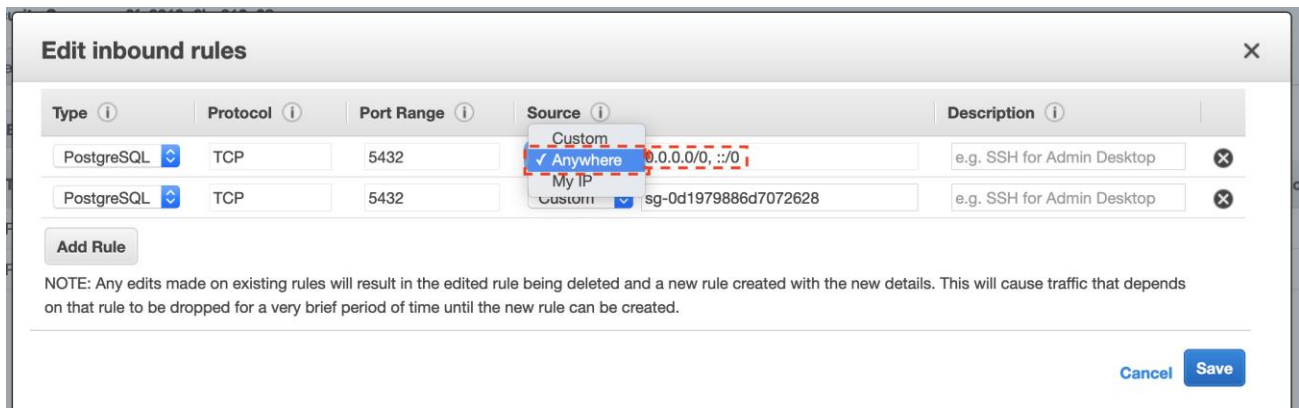 Edit inbound rules
Type Protocol Port Range Source Description
Custom
PostgreSQL TCP 5432 ✓ Anywhere 0.0.0.0/0, ::/0 e.g. SSH for Admin Desktop
My IP
PostgreSQL TCP 5432 Custom sg-0d1979886d7072628 e.g. SSH for Admin Desktop
Add Rule
NOTE: Any edits made on existing rules will result in the edited rule being deleted and a new rule created with the new details. This will cause traffic that depends
on that rule to be dropped for a very brief period of time until the new rule can be created.
Cancel Save